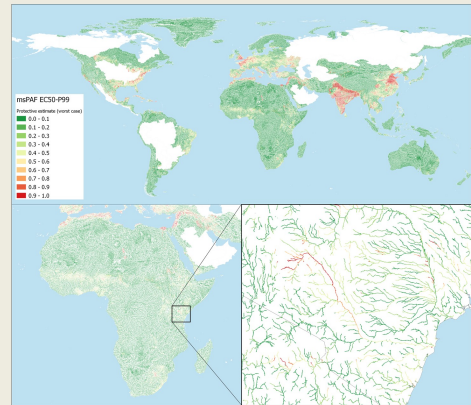 msPAF EC50-P99
Protective estimate (worst case)
0.0 - 0.1
0.1 - 0.2
0.2 - 0.3
0.3 - 0.4
0.4 - 0.5
0.5 - 0.6
0.6 - 0.7
0.7 - 0.8
0.8 - 0.9
0.9 - 1.0